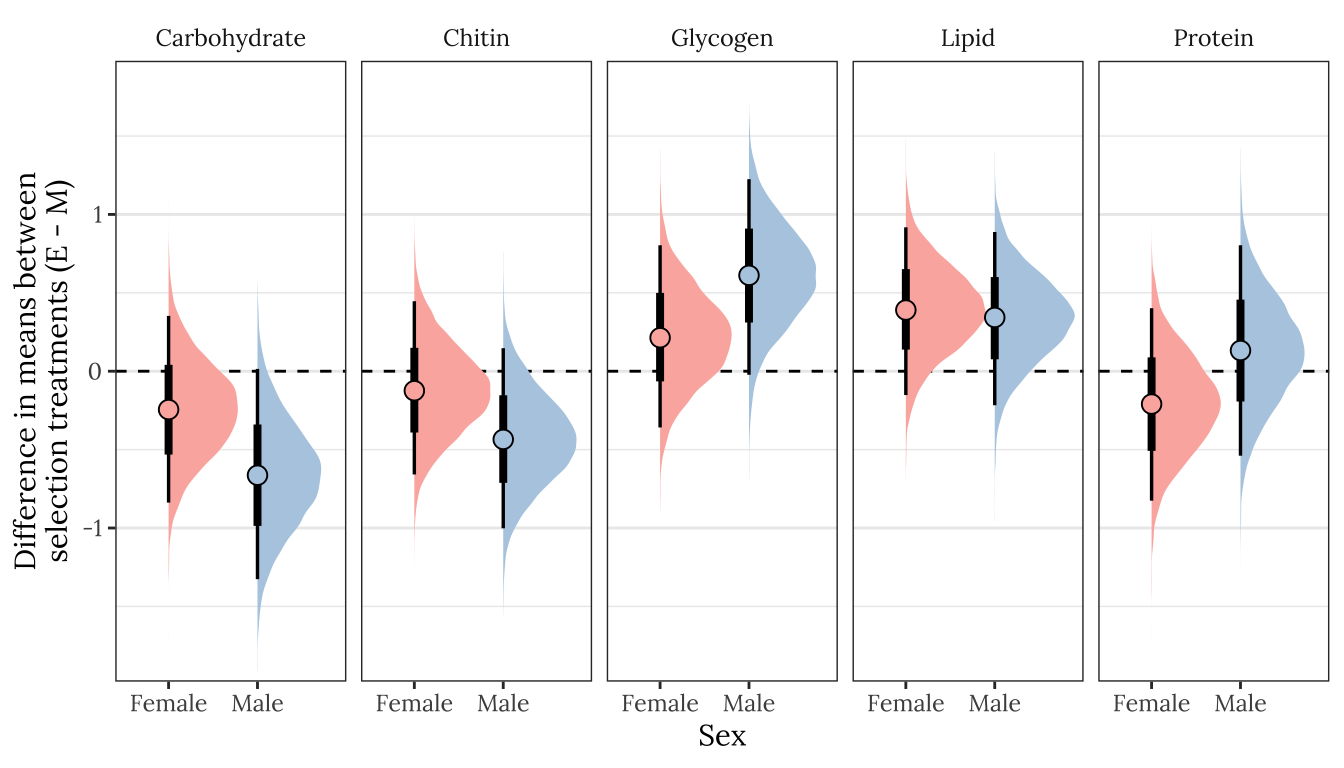 Carbohydrate Chitin Glycogen Lipid Protein
Difference in means between
selection treatments (E - M)
1
0
-1
Female Male Female Male Female Male Female Male Female Male
Sex